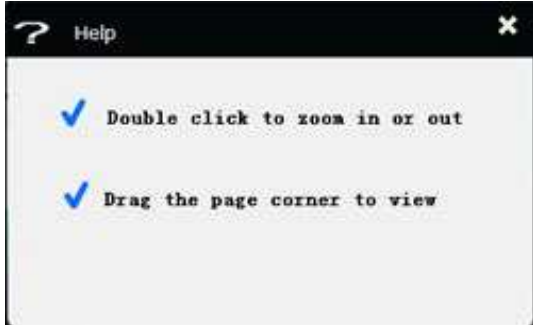 Help
Double click to zoom in or out
Drag the page corner to view